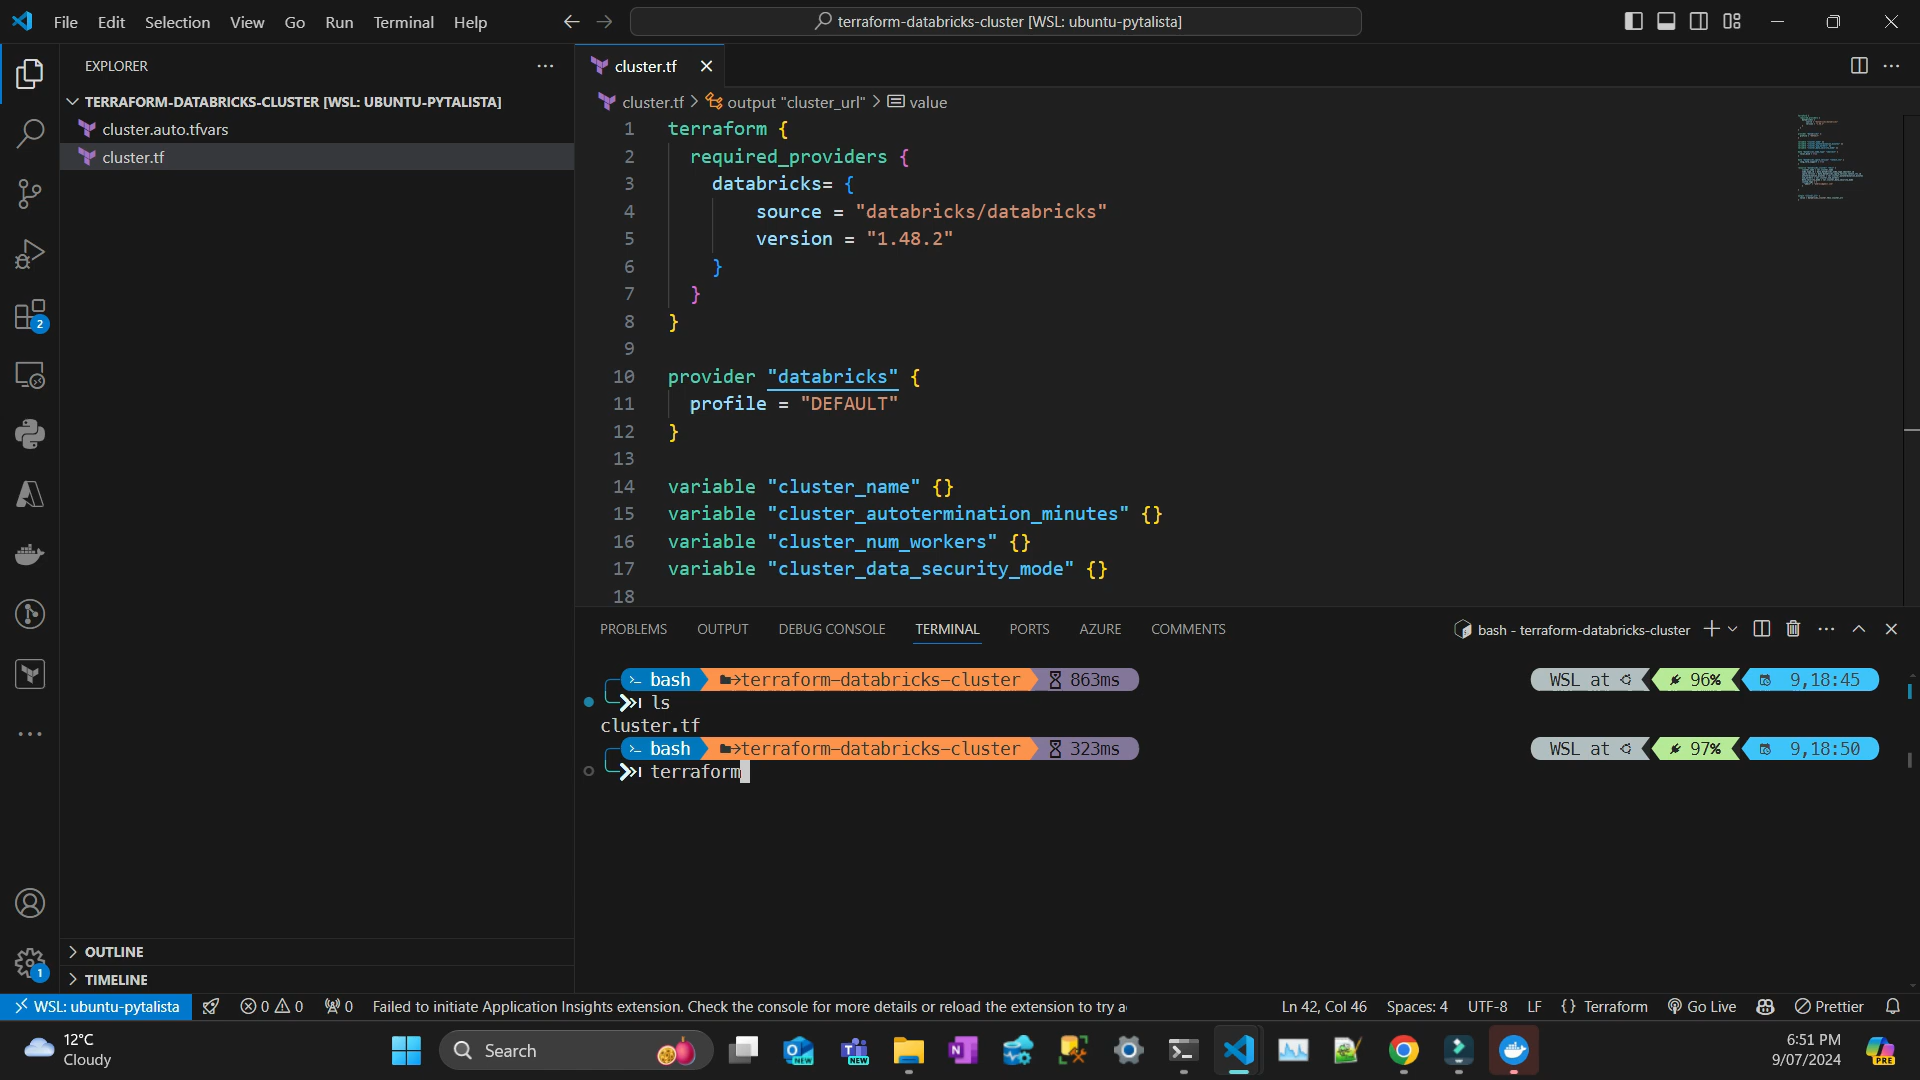 File Edit Selection View Go Run Terminal Help
terraform-databricks-cluster [WSL: ubuntu-pytalista]
EXPLORER
TERRAFORM-DATABRICKS-CLUSTER [WSL: UBUNTU-PYTALISTA]
cluster.auto.tfvars
cluster.tf
2
OUTLINE
1
TIMELINE
cluster.tf
cluster.tf > output "cluster_url" > value
1 terraform {
2 required_providers {
3 databricks= {
4 source = "databricks/databricks"
5 version = "1.48.2"
6 }
7 }
8 }
9
10 provider "databricks" {
11 profile = "DEFAULT"
12 }
13
14 variable "cluster_name" {}
15 variable "cluster_autotermination_minutes" {}
16 variable "cluster_num_workers" {}
17 variable "cluster_data_security_mode" {}
18
PROBLEMS OUTPUT DEBUG CONSOLE TERMINAL PORTS AZURE COMMENTS
bash - terraform-databricks-cluster
bash terraform-databricks-cluster 863ms WSL at 96% 9,18:45
ls
cluster.tf
bash terraform-databricks-cluster 323ms WSL at 97% 9,18:50
terraform
WSL: ubuntu-pytalista 0 0 0 Failed to initiate Application Insights extension. Check the console for more details or reload the extension to try a
Ln 42, Col 46 Spaces: 4 UTF-8 LF {} Terraform Go Live Prettier
12°C
Cloudy
Search
NEW
NEW
6:51 PM
9/07/2024
PRE